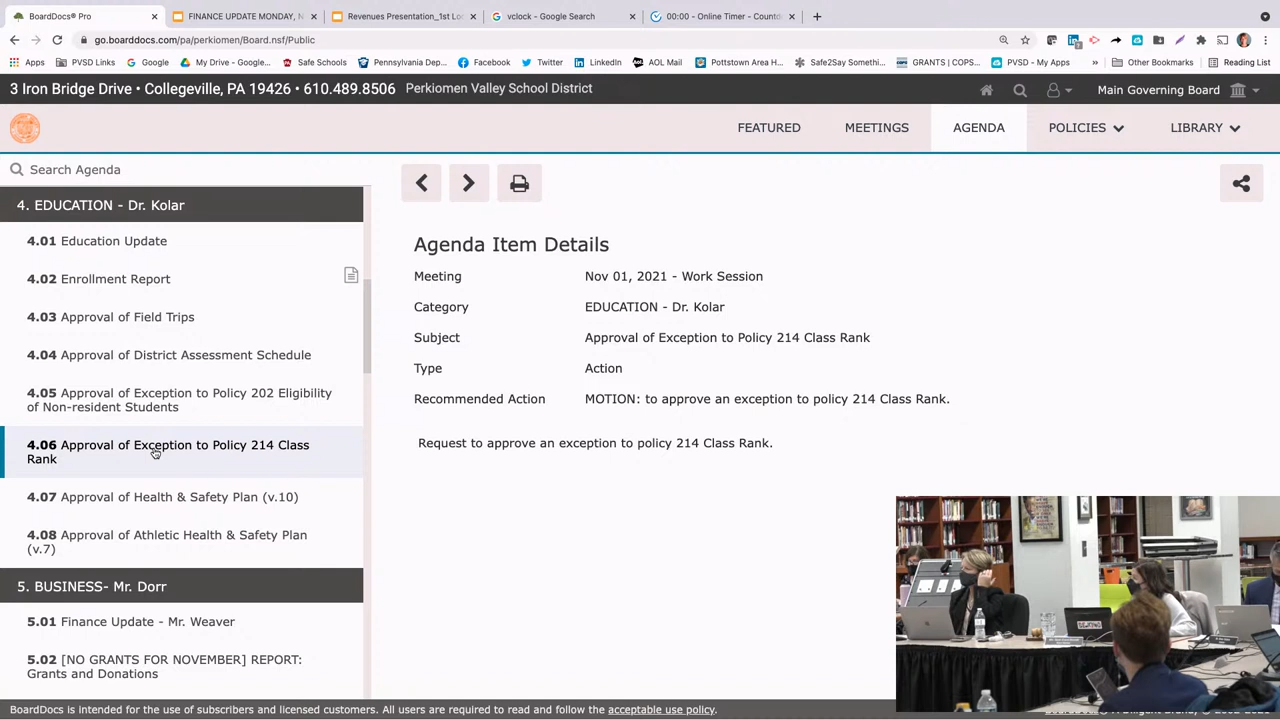 BoardDocs® Pro
FINANCE UPDATE MONDAY, N
Revenues Presentation_1st Loo
vclock - Google Search
00:00 - Online Timer - Counto
go.boarddocs.com/pa/perkiomen/Board.nsf/Public
Apps
PVSD Links
Google
My Drive - Google...
Safe Schools
Pennsylvania Dep...
Facebook
Twitter
LinkedIn
AOL Mail
Pottstown Area H...
Safe2Say Somethi...
GRANTS | COPS...
PVSD - My Apps
»
Other Bookmarks
Reading List
3 Iron Bridge Drive • Collegeville, PA 19426 • 610.489.8506
Perkiomen Valley School District
Main Governing Board
FEATURED
MEETINGS
AGENDA
POLICIES
LIBRARY
Search Agenda
4. EDUCATION - Dr. Kolar
4.01 Education Update
4.02 Enrollment Report
4.03 Approval of Field Trips
4.04 Approval of District Assessment Schedule
4.05 Approval of Exception to Policy 202 Eligibility
of Non-resident Students
4.06 Approval of Exception to Policy 214 Class
Rank
4.07 Approval of Health & Safety Plan (v.10)
4.08 Approval of Athletic Health & Safety Plan
(v.7)
5. BUSINESS- Mr. Dorr
5.01 Finance Update - Mr. Weaver
5.02 [NO GRANTS FOR NOVEMBER] REPORT:
Grants and Donations
Agenda Item Details
Meeting
Nov 01, 2021 - Work Session
Category
EDUCATION - Dr. Kolar
Subject
Approval of Exception to Policy 214 Class Rank
Type
Action
Recommended Action
MOTION: to approve an exception to policy 214 Class Rank.
Request to approve an exception to policy 214 Class Rank.
BoardDocs is intended for the use of subscribers and licensed customers. All users are required to read and follow the acceptable use policy.